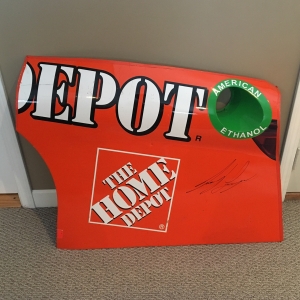 DEPOT
R
AMERICAN
ETHANOL
THE
HOME
DEPOT
®